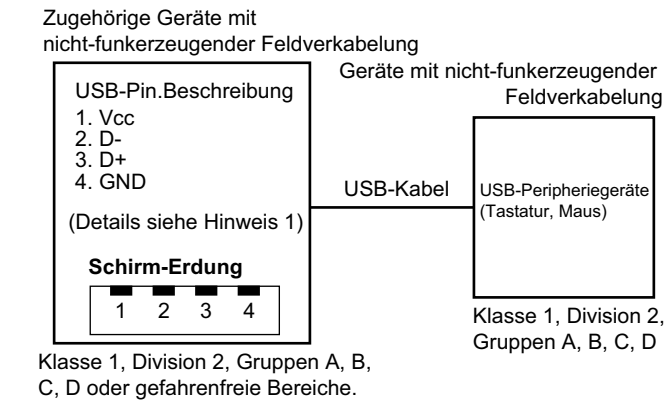 Zugehörige Geräte mit
nicht-funkerzeugender Feldverkabelung
USB-Pin.Beschreibung
1. Vcc
2. D-
3. D+
4. GND
(Details siehe Hinweis 1)
Schirm-Erdung
1 2 3 4
Klasse 1, Division 2, Gruppen A, B,
C, D oder gefahrenfreie Bereiche.
USB-Kabel
Geräte mit nicht-funkerzeugender
Feldverkabelung
USB-Peripheriegeräte
(Tastatur, Maus)
Klasse 1, Division 2,
Gruppen A, B, C, D